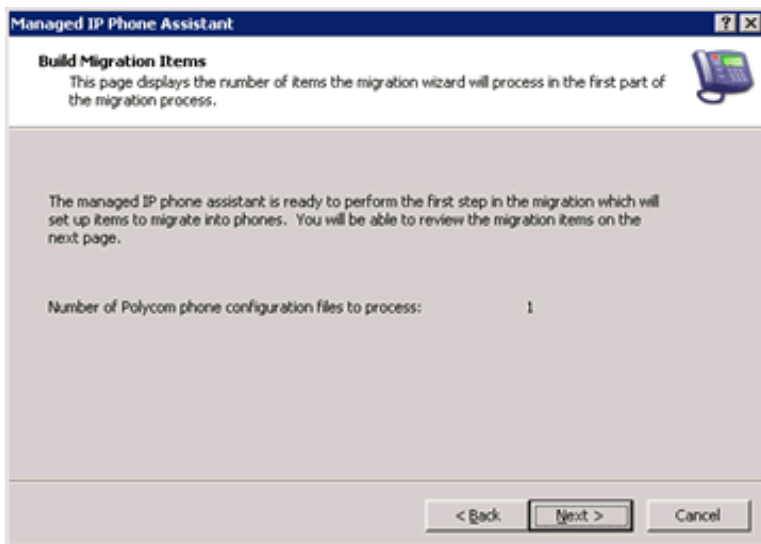 Managed IP Phone Assistant
Build Migration Items
This page displays the number of items the migration wizard will process in the first part of
the migration process.
The managed IP phone assistant is ready to perform the first step in the migration which will
set up items to migrate into phones. You will be able to review the migration items on the
next page.
Number of Polycom phone configuration files to process: 1
< Back
Next >
Cancel